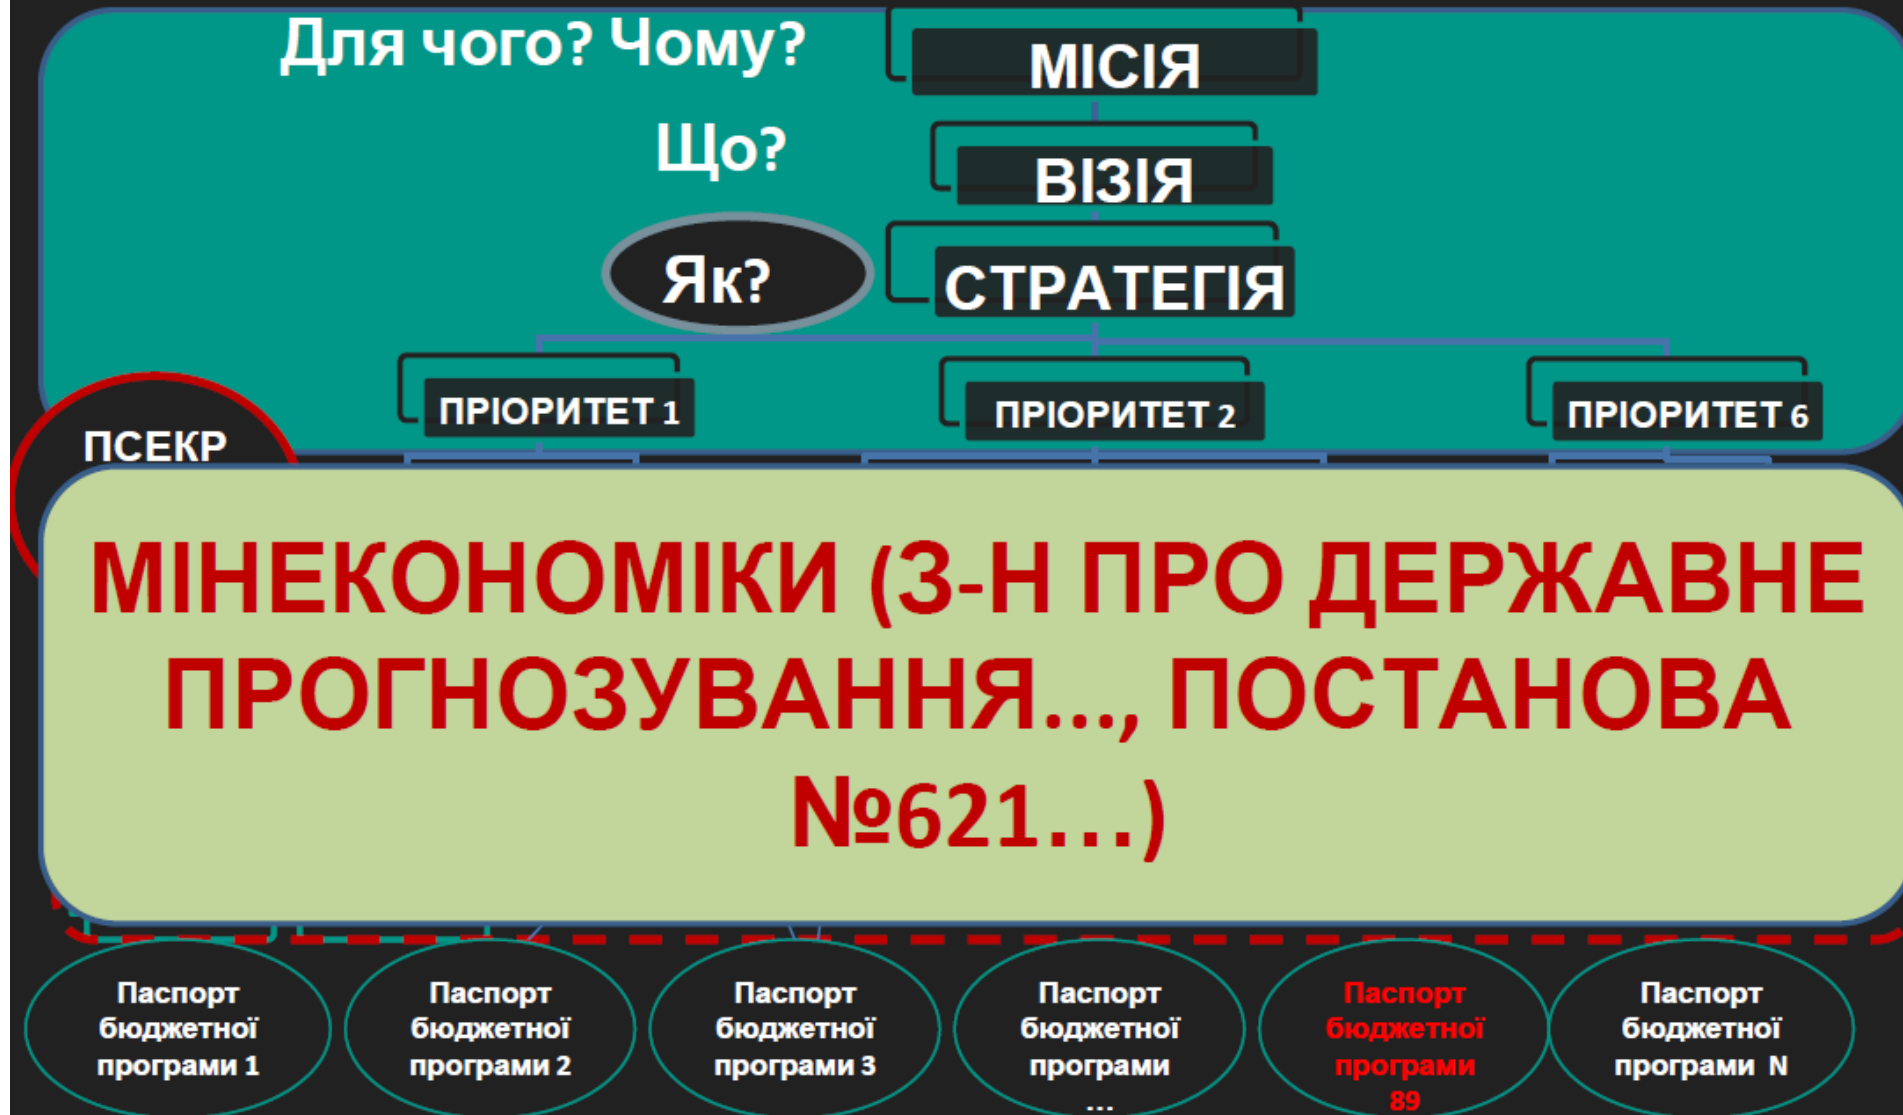 Для чого? Чому?
МІСІЯ
Що?
ВІЗІЯ
Як?
СТРАТЕГІЯ
ПРІОРИТЕТ 1
ПРІОРИТЕТ 2
ПРІОРИТЕТ 6
ПСЕКР
МІНЕКОНОМІКИ (З-Н ПРО ДЕРЖАВНЕ
ПРОГНОЗУВАННЯ..., ПОСТАНОВА
№621...)
Паспорт
бюджетної
програми 1
Паспорт
бюджетної
програми 2
Паспорт
бюджетної
програми 3
Паспорт
бюджетної
програми
...
Паспорт
бюджетної
програми
89
Паспорт
бюджетної
програми N